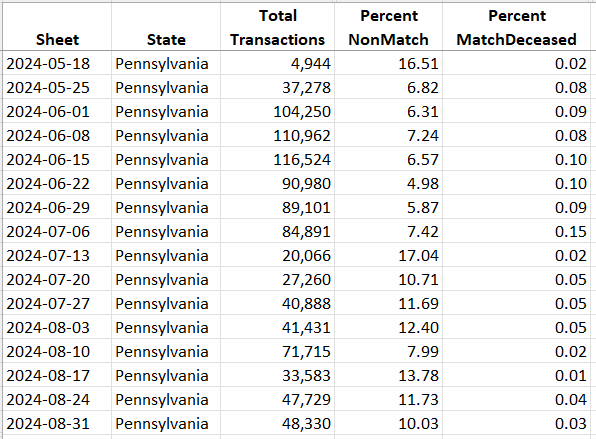 Total Percent Percent
Sheet State Transactions NonMatch MatchDeceased
2024-05-18 Pennsylvania 4,944 16.51 0.02
2024-05-25 Pennsylvania 37,278 6.82 0.08
2024-06-01 Pennsylvania 104,250 6.31 0.09
2024-06-08 Pennsylvania 110,962 7.24 0.08
2024-06-15 Pennsylvania 116,524 6.57 0.10
2024-06-22 Pennsylvania 90,980 4.98 0.10
2024-06-29 Pennsylvania 89,101 5.87 0.09
2024-07-06 Pennsylvania 84,891 7.42 0.15
2024-07-13 Pennsylvania 20,066 17.04 0.02
2024-07-20 Pennsylvania 27,260 10.71 0.05
2024-07-27 Pennsylvania 40,888 11.69 0.05
2024-08-03 Pennsylvania 41,431 12.40 0.05
2024-08-10 Pennsylvania 71,715 7.99 0.02
2024-08-17 Pennsylvania 33,583 13.78 0.01
2024-08-24 Pennsylvania 47,729 11.73 0.04
2024-08-31 Pennsylvania 48,330 10.03 0.03